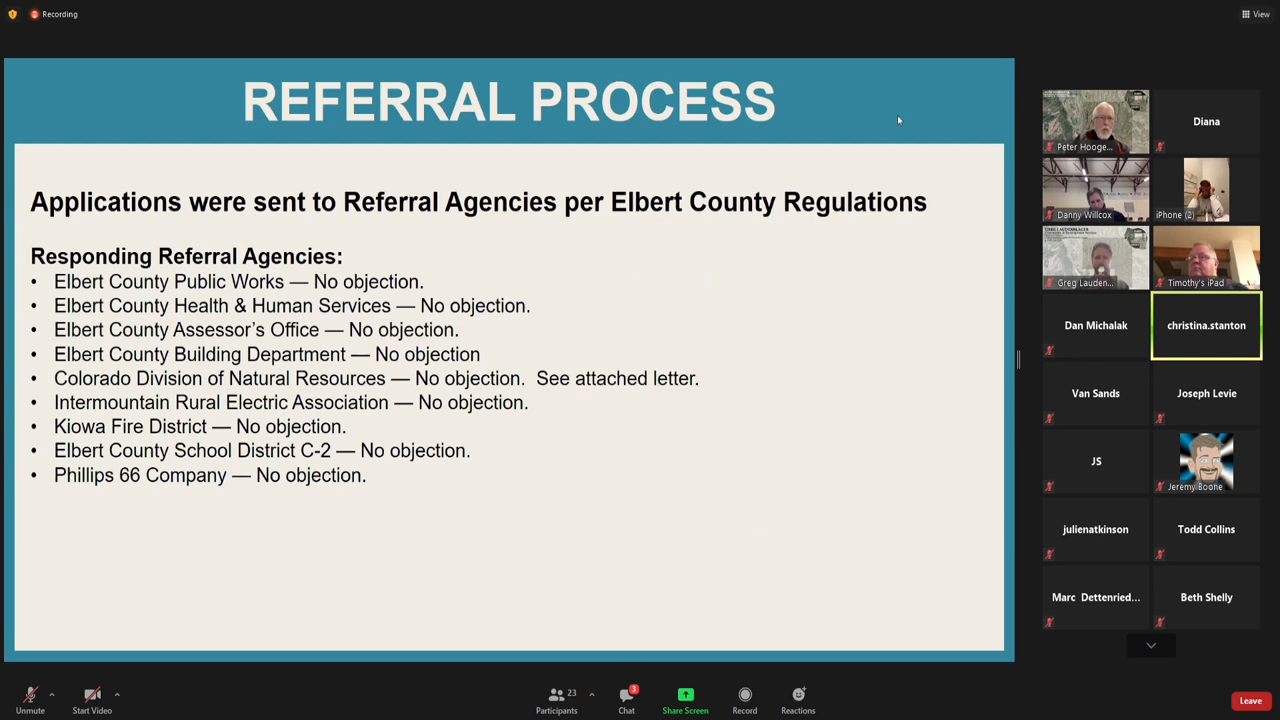 Recording
View
REFERRAL PROCESS
Applications were sent to Referral Agencies per Elbert County Regulations
Responding Referral Agencies:
• Elbert County Public Works — No objection.
• Elbert County Health & Human Services — No objection.
• Elbert County Assessor’s Office — No objection.
• Elbert County Building Department — No objection
• Colorado Division of Natural Resources — No objection.  See attached letter.
• Intermountain Rural Electric Association — No objection.
• Kiowa Fire District — No objection.
• Elbert County School District C-2 — No objection.
• Phillips 66 Company — No objection.
Peter Hooge...
Diana
Danny Willcox
iPhone (2)
Greg Lauden...
Timothy's iPad
Dan Michalak
christina.stanton
Van Sands
Joseph Levie
JS
Jeremy Boone
julienatkinson
Todd Collins
Marc Dettenried...
Beth Shelly
Unmute
Start Video
23
Participants
3
Chat
Share Screen
Record
Reactions
Leave